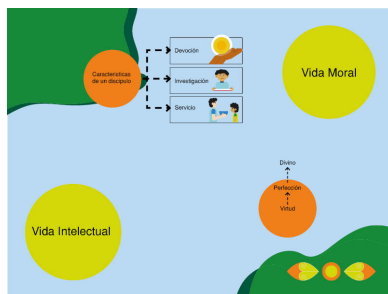 Devoción
Características
de un discípulo
Investigación
Servicio
Vida Moral
Divino
Perfección
Virtud
Vida Intelectual